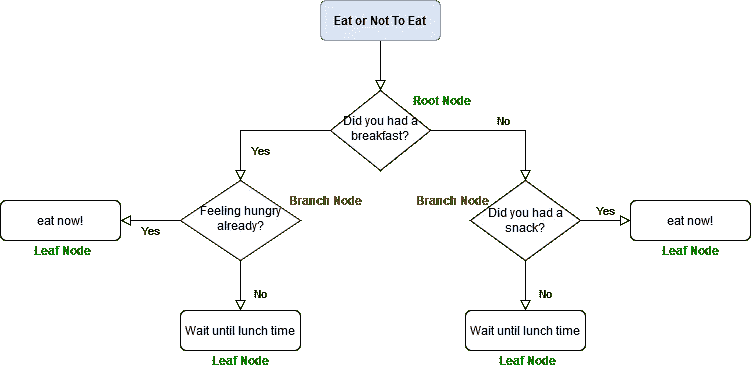 Eat or Not To Eat
Root Node
Did you had a
breakfast?
Yes
No
Branch Node
Feeling hungry
already?
Branch Node
Did you had a
snack?
eat now!
Yes
Leaf Node
Yes
eat now!
Leaf Node
No
No
Wait until lunch time
Leaf Node
Wait until lunch time
Leaf Node